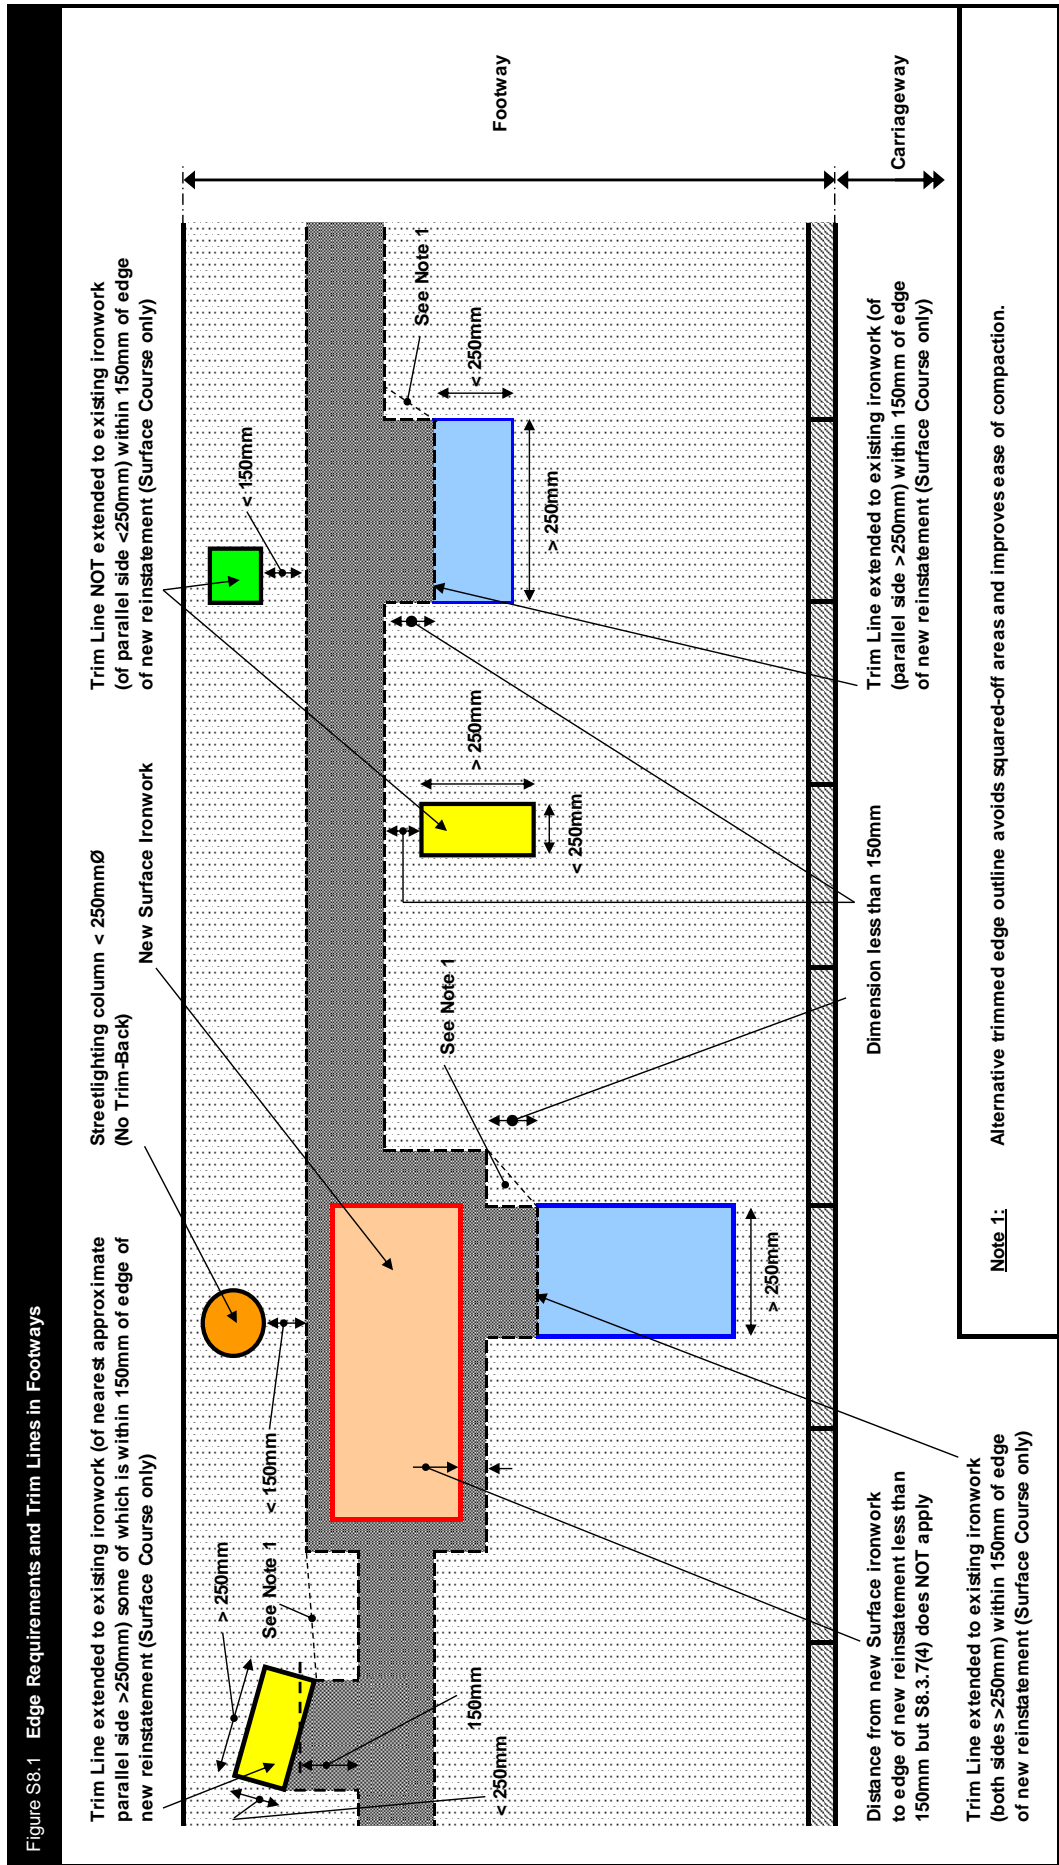 Figure S8.1 Edge Requirements and Trim Lines in Footways
Trim Line extended to existing ironwork (of nearest approximate
parallel side >250mm) some of which is within 150mm of edge of
new reinstatement (Surface Course only)
Streetlighting column < 250mmØ
(No Trim-Back)
New Surface Ironwork
Trim Line NOT extended to existing ironwork
(of parallel side <250mm) within 150mm of edge
of new reinstatement (Surface Course only)
> 250mm
See Note 1
< 150mm
< 150mm
Footway
< 250mm
150mm
> 250mm
See Note 1
< 250mm
> 250mm
> 250mm
< 250mm
See Note 1
Carriageway
Distance from new Surface ironwork
to edge of new reinstatement less than
150mm but S8.3.7(4) does NOT apply
Dimension less than 150mm
Trim Line extended to existing ironwork (of
(parallel side >250mm) within 150mm of edge
of new reinstatement (Surface Course only)
Trim Line extended to existing ironwork
(both sides >250mm) within 150mm of edge
of new reinstatement (Surface Course only)
Note 1: Alternative trimmed edge outline avoids squared-off areas and improves ease of compaction.